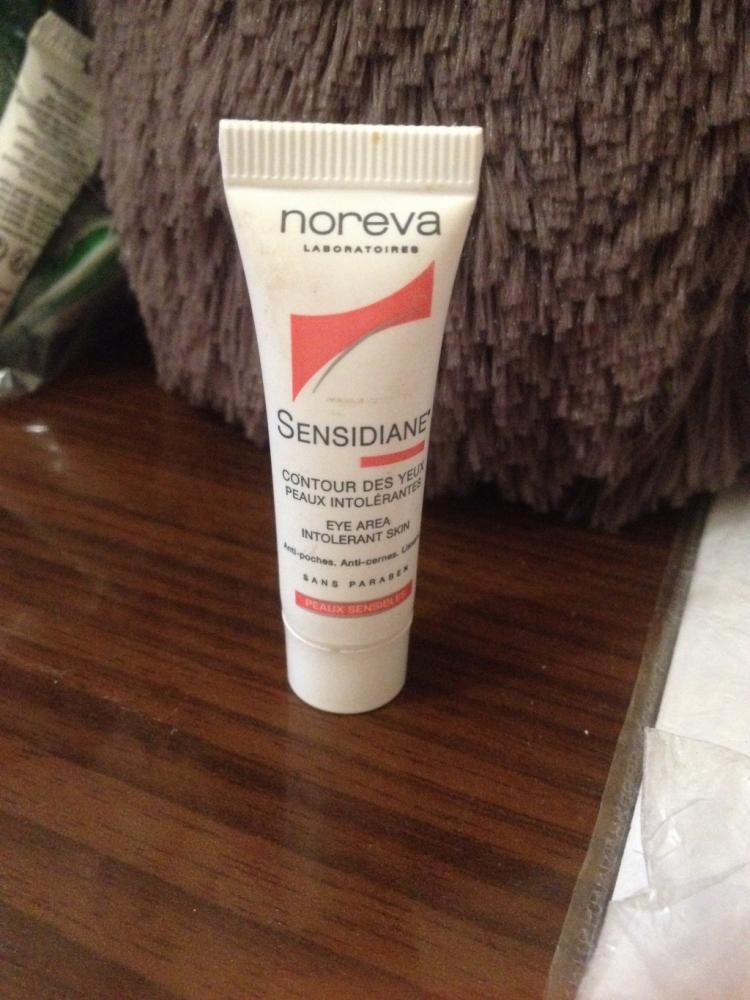 noreva
LABORATOIRES
SENSIDIANE
CONTOUR DES YEUX
PEAUX INTOLÉRANTES
EYE AREA
INTOLERANT SKIN
Anti-poches. Anti-cernes.
SANS PARABEN
PEAUX SENSIBLES